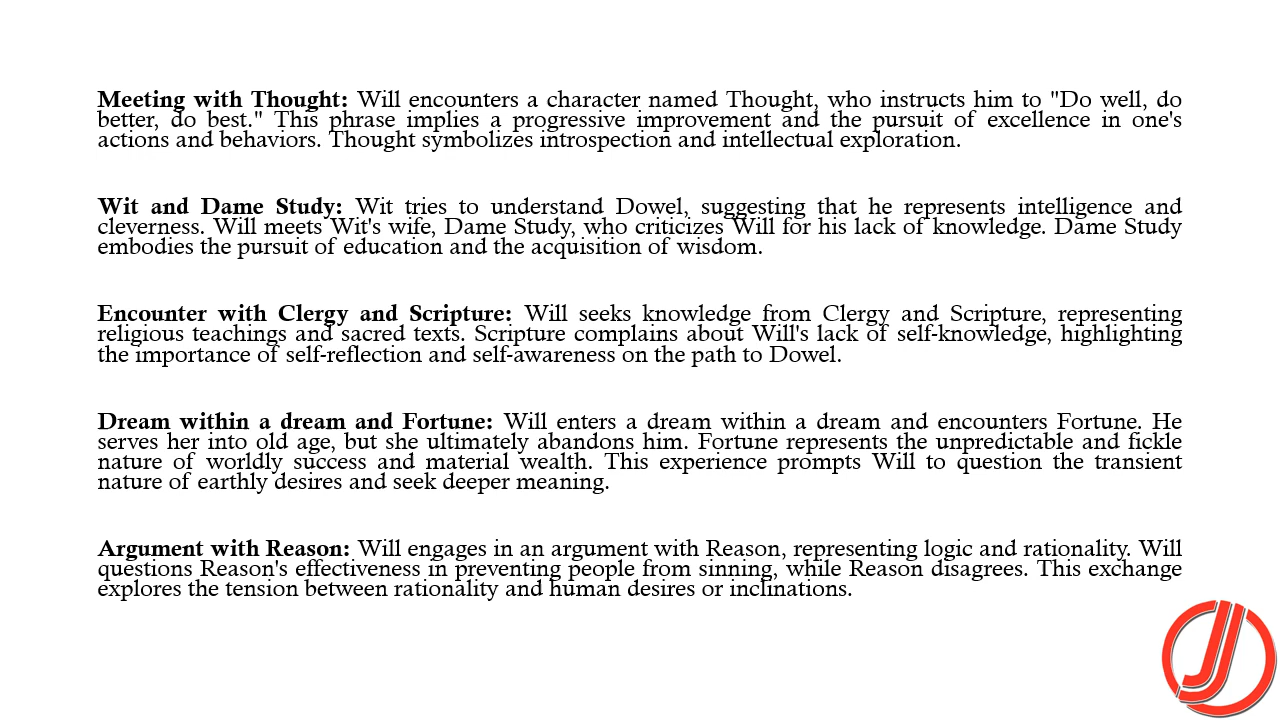 Meeting with Thought: Will encounters a character named Thought, who instructs him to "Do well, do
better, do best." This phrase implies a progressive improvement and the pursuit of excellence in one's
actions and behaviors. Thought symbolizes introspection and intellectual exploration.
Wit and Dame Study: Wit tries to understand Dowel, suggesting that he represents intelligence and
cleverness. Will meets Wit's wife, Dame Study, who criticizes Will for his lack of knowledge. Dame Study
embodies the pursuit of education and the acquisition of wisdom.
Encounter with Clergy and Scripture: Will seeks knowledge from Clergy and Scripture, representing
religious teachings and sacred texts. Scripture complains about Will's lack of self-knowledge, highlighting
the importance of self-reflection and self-awareness on the path to Dowel.
Dream within a dream and Fortune: Will enters a dream within a dream and encounters Fortune. He
serves her into old age, but she ultimately abandons him. Fortune represents the unpredictable and fickle
nature of worldly success and material wealth. This experience prompts Will to question the transient
nature of earthly desires and seek deeper meaning.
Argument with Reason: Will engages in an argument with Reason, representing logic and rationality. Will
questions Reason's effectiveness in preventing people from sinning, while Reason disagrees. This exchange
explores the tension between rationality and human desires or inclinations.